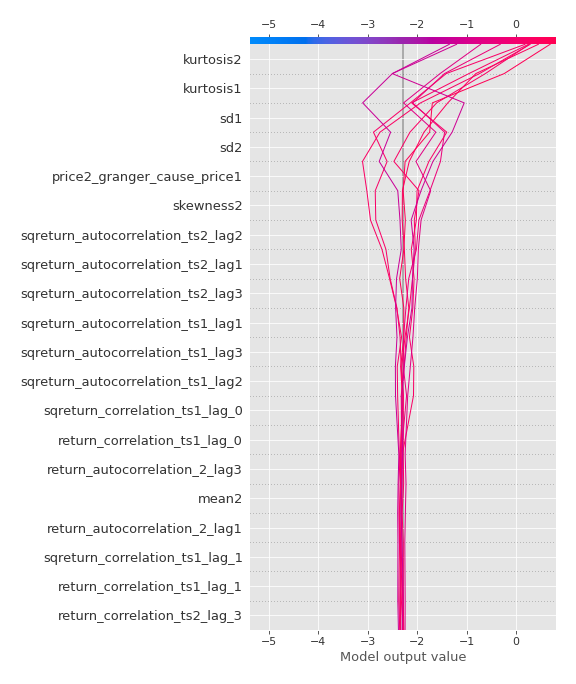 −5 −4 −3 −2 −1 0
kurtosis2
kurtosis1
sd1
sd2
price2_granger_cause_price1
skewness2
sqreturn_autocorrelation_ts2_lag2
sqreturn_autocorrelation_ts2_lag1
sqreturn_autocorrelation_ts2_lag3
sqreturn_autocorrelation_ts1_lag1
sqreturn_autocorrelation_ts1_lag3
sqreturn_autocorrelation_ts1_lag2
sqreturn_correlation_ts1_lag_0
return_correlation_ts1_lag_0
return_autocorrelation_2_lag3
mean2
return_autocorrelation_2_lag1
sqreturn_correlation_ts1_lag_1
return_correlation_ts1_lag_1
return_correlation_ts2_lag_3
−5 −4 −3 −2 −1 0
Model output value